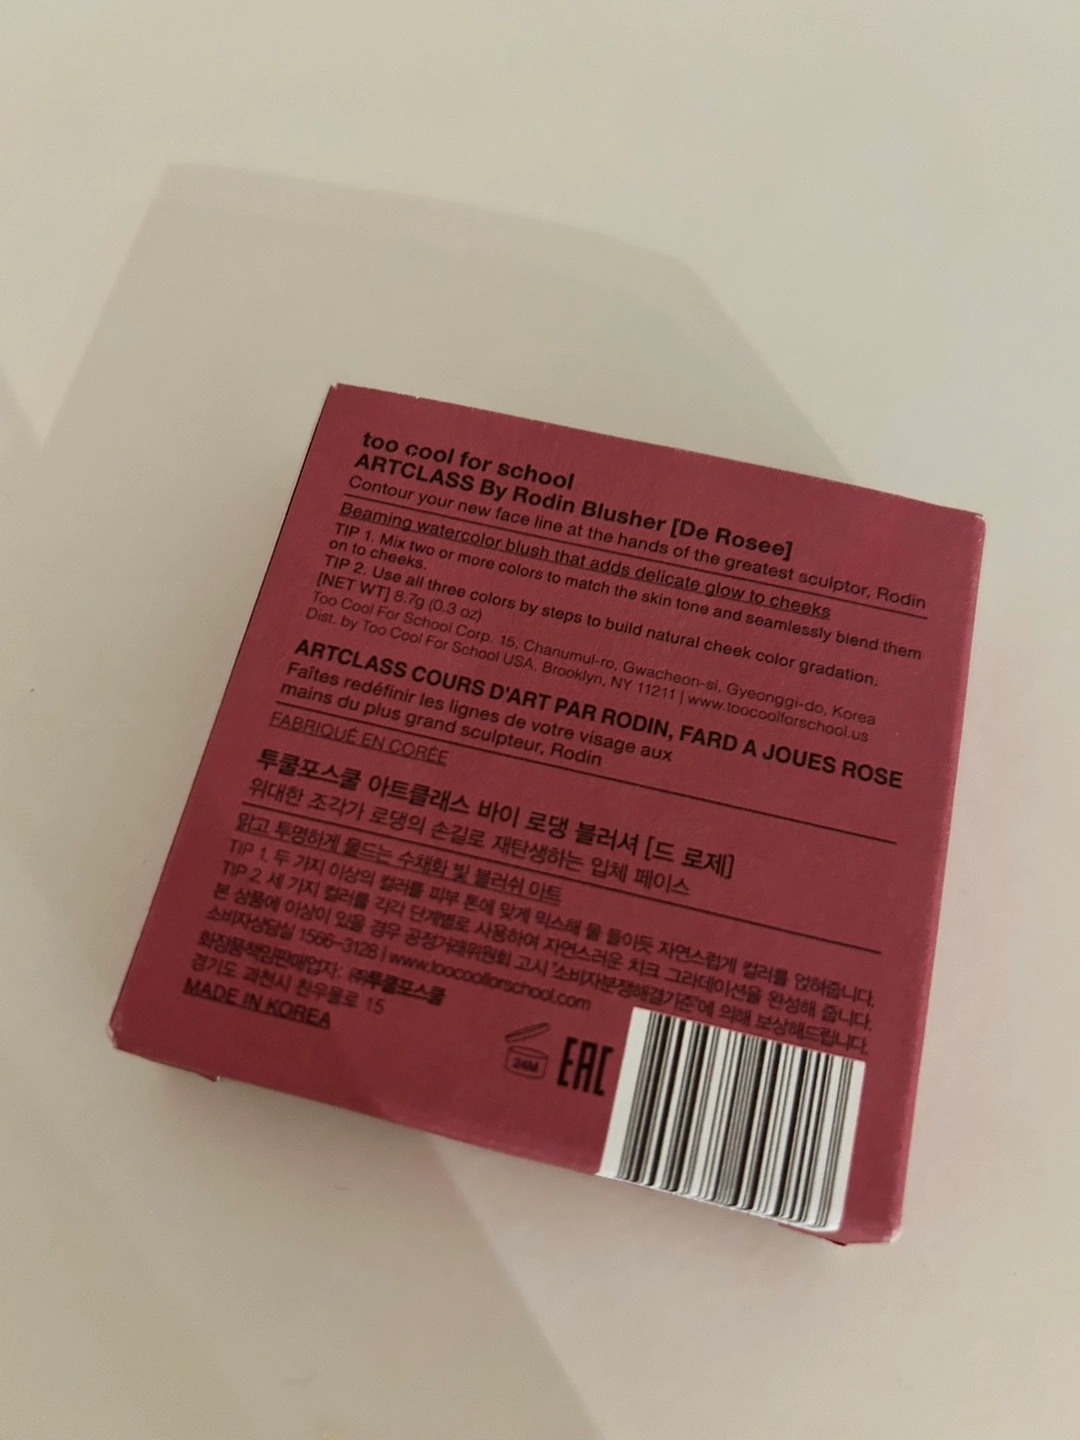 too cool for school
ARTCLASS By Rodin Blusher [De Rosee]
Contour your new face line at the hands of the greatest sculptor, Rodin
Beaming watercolor blush that adds delicate glow to cheeks
TIP 1. Mix two or more colors to match the skin tone and seamlessly blend them
on to cheeks.
TIP 2. Use all three colors by steps to build natural cheek color gradation.
[NET WT] 8.7g (0.3 oz)
Too Cool For School Corp. 15, Chanumul-ro, Gwacheon-si, Gyeonggi-do, Korea
Dist. by Too Cool For School USA, Brooklyn, NY 11211 | www.toocoolforschool.us
ARTCLASS COURS D'ART PAR RODIN, FARD A JOUES ROSE
Faîtes redéfinir les lignes de votre visage aux
mains du plus grand sculpteur, Rodin
FABRIQUÉ EN CORÉE
투쿨포스쿨 아트클래스 바이 로댕 블러셔 [드 로제]
위대한 조각가 로댕의 손길로 재탄생하는 입체 페이스
맑고 투명하게 물드는 수채화 빛 블러쉬 아트
TIP 1. 두 가지 이상의 컬러를 피부 톤에 맞게 믹스해 물 들이듯 자연스럽게 컬러를 얹혀줍니다.
TIP 2. 세 가지 컬러를 각각 단계별로 사용하여 자연스러운 치크 그라데이션을 완성해 줍니다.
본 상품에 이상이 있을 경우 공정거래위원회 고시 '소비자분쟁해결기준'에 의해 보상해드립니다.
소비자상담실 1566-3128 | www.toocoolforschool.com
화장품책임판매업자: ㈜투쿨포스쿨
경기도 과천시 찬우물로 15
MADE IN KOREA
24M
EAC